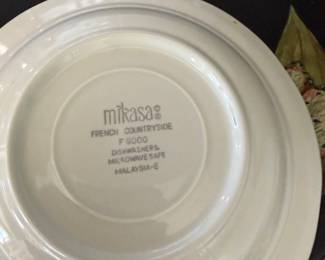 mikasa®
FRENCH COUNTRYSIDE
F 9000
DISHWASHER &
MICROWAVE SAFE
MALAYSIA-E